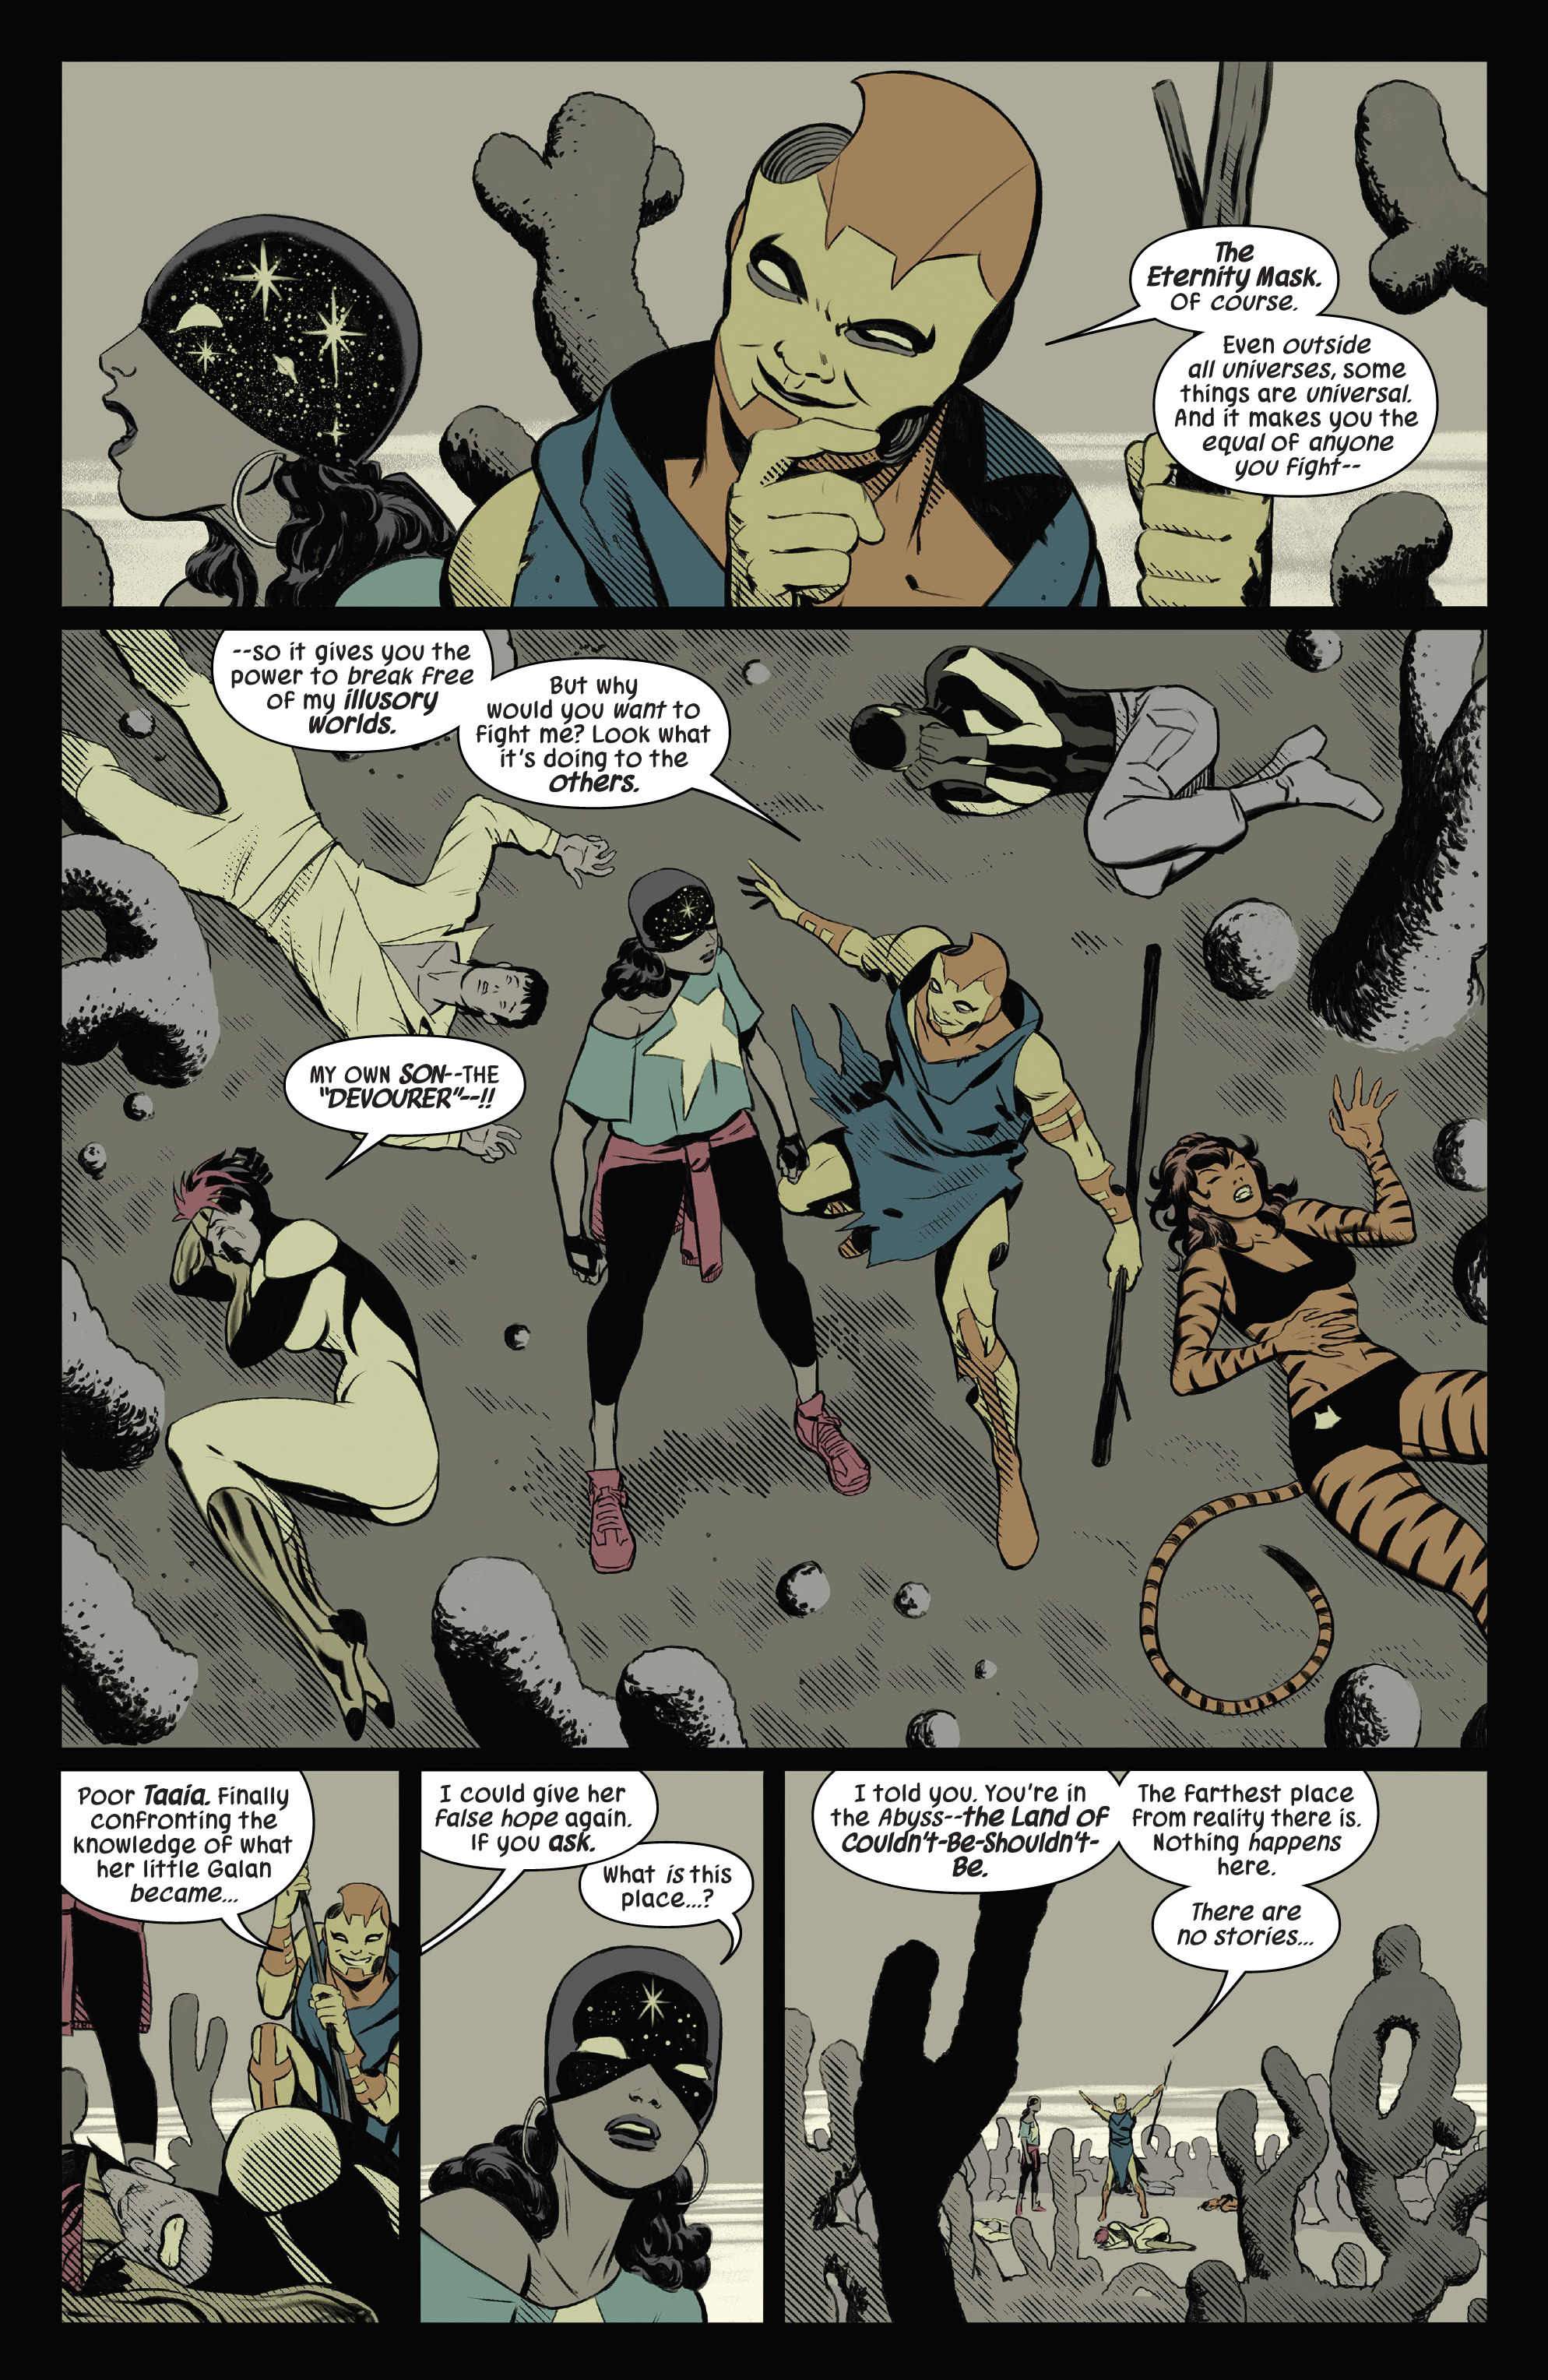 The
Eternity Mask.
Of course.
Even outside
all universes, some
things are universal.
And it makes you the
equal of anyone
you fight--
--so it gives you the
power to break free
of my illusory
worlds.
But why
would you want to
fight me? Look what
it's doing to the
others.
MY OWN SON--THE
"DEVOURER"--!!
Poor Taaia. Finally
confronting the
knowledge of what
her little Galan
became...
I could give her
false hope again.
If you ask.
What is this
place...?
I told you. You're in
the Abyss--the Land of
Couldn't-Be-Shouldn't-
Be.
The farthest place
from reality there is.
Nothing happens
here.
There are
no stories...